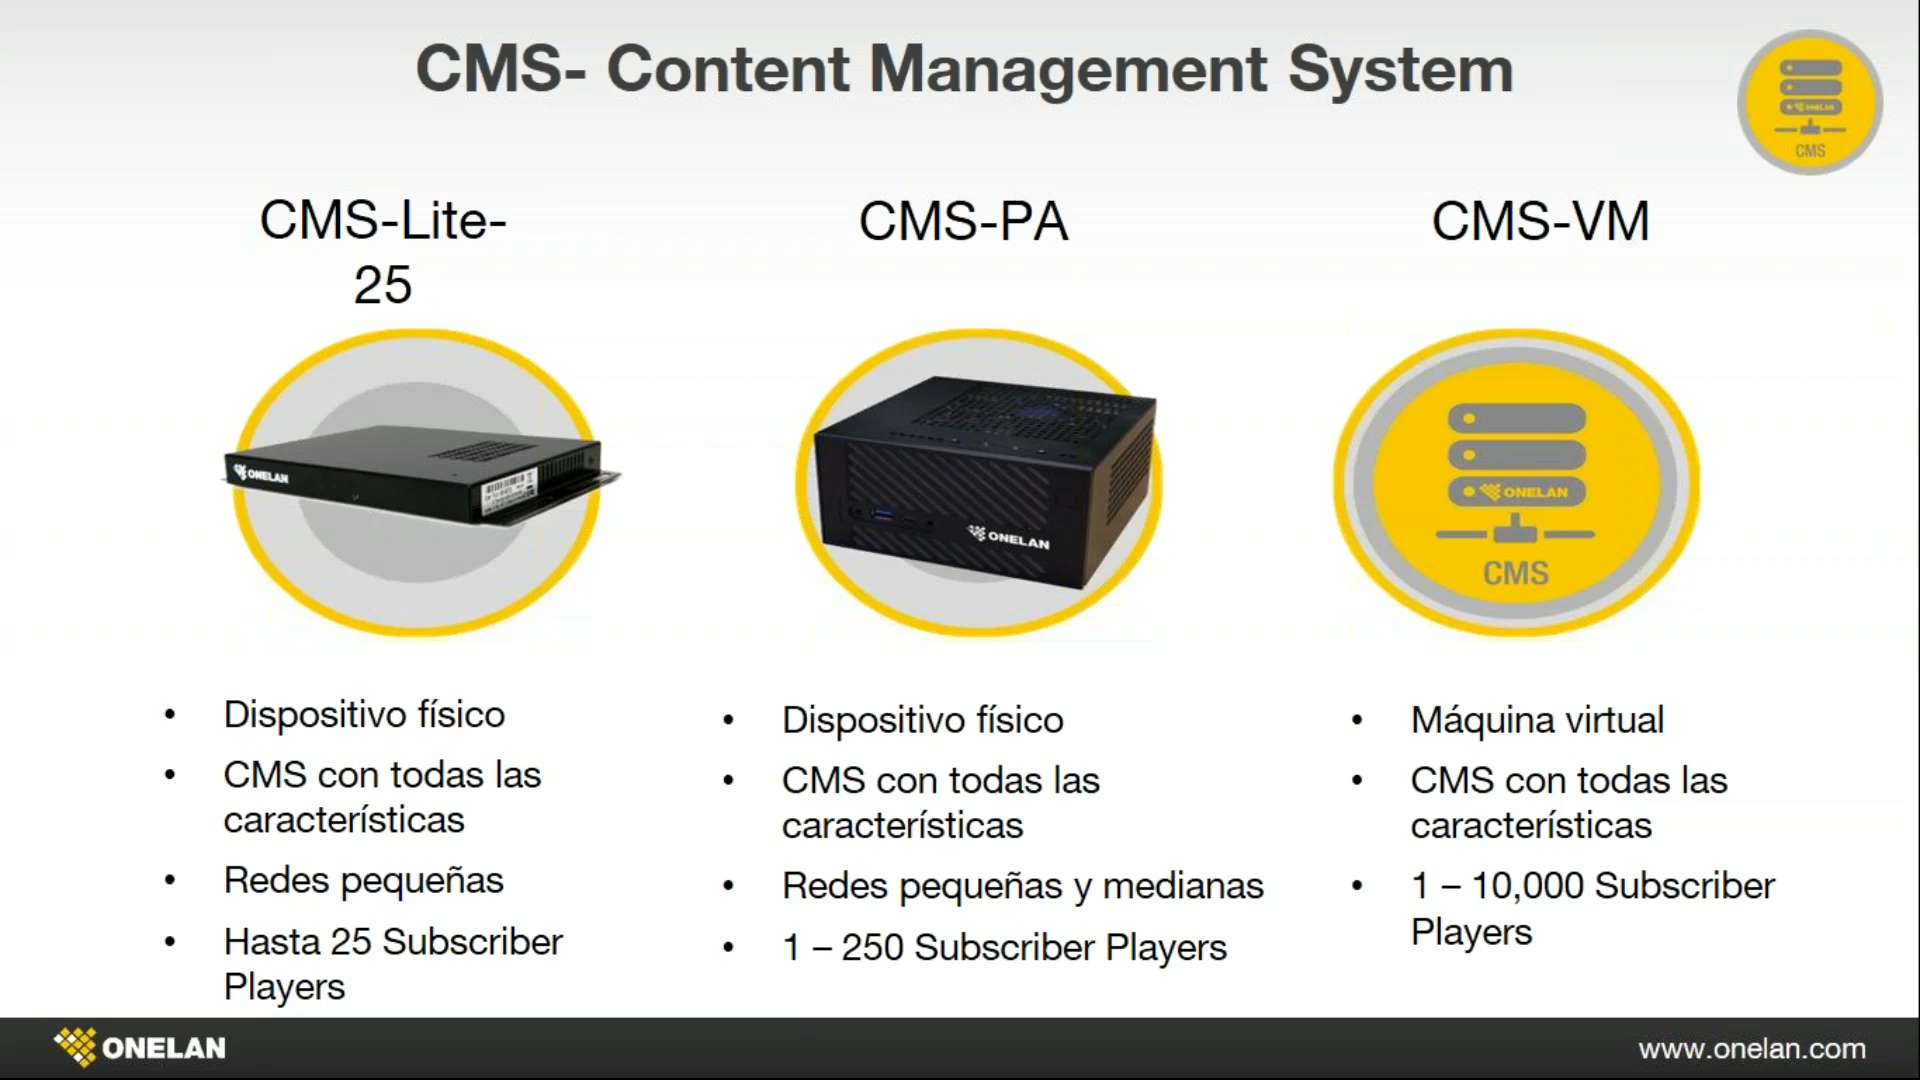 CMS- Content Management System
ONELAN
CMS
CMS-Lite-
25
ONELAN
Dispositivo físico
CMS con todas las
características
Redes pequeñas
Hasta 25 Subscriber
Players
CMS-PA
ONELAN
Dispositivo físico
CMS con todas las
características
Redes pequeñas y medianas
1 – 250 Subscriber Players
CMS-VM
ONELAN
CMS
Máquina virtual
CMS con todas las
características
1 – 10,000 Subscriber
Players
ONELAN
www.onelan.com